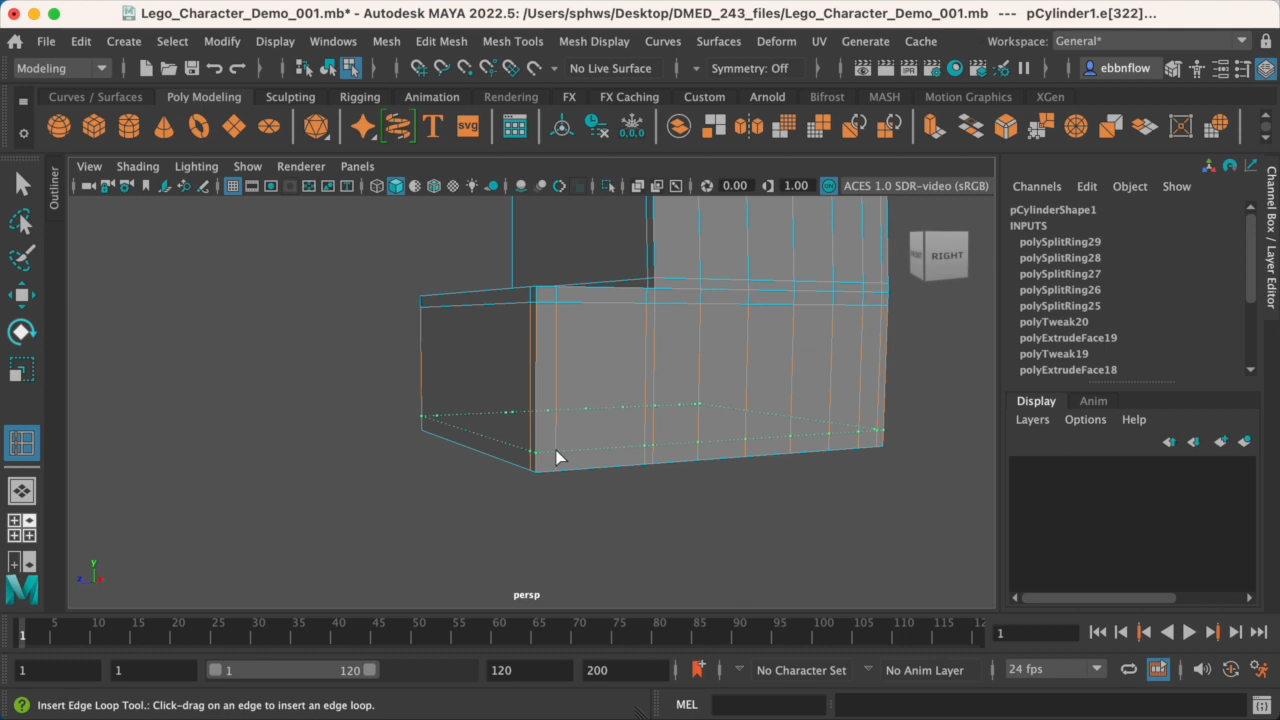 Lego_Character_Demo_001.mb* - Autodesk MAYA 2022.5: /Users/sphws/Desktop/DMED_243_files/Lego_Character_Demo_001.mb --- pCylinder1.e[322]...
File Edit Create Select Modify Display Windows Mesh Edit Mesh Mesh Tools Mesh Display Curves Surfaces Deform UV Generate Cache Workspace: General*
Modeling No Live Surface Symmetry: Off IPR ebbnflow
Curves / Surfaces Poly Modeling Sculpting Rigging Animation Rendering FX FX Caching Custom Arnold Bifrost MASH Motion Graphics XGen
T svg 0,0,0
View Shading Lighting Show Renderer Panels
0.00 1.00 ON ACES 1.0 SDR-video (sRGB)
Outliner
FRONT RIGHT
Channels Edit Object Show
pCylinderShape1
INPUTS
polySplitRing29
polySplitRing28
polySplitRing27
polySplitRing26
polySplitRing25
polyTweak20
polyExtrudeFace19
polyTweak19
polyExtrudeFace18
Channel Box / Layer Editor
Display Anim
Layers Options Help
y
z x
persp
M
1 5 10 15 20 25 30 35 40 45 50 55 60 65 70 75 80 85 90 95 100 105 110 115 12
1
1 1 1 120 120 200 No Character Set No Anim Layer 24 fps
Insert Edge Loop Tool.: Click-drag on an edge to insert an edge loop. MEL